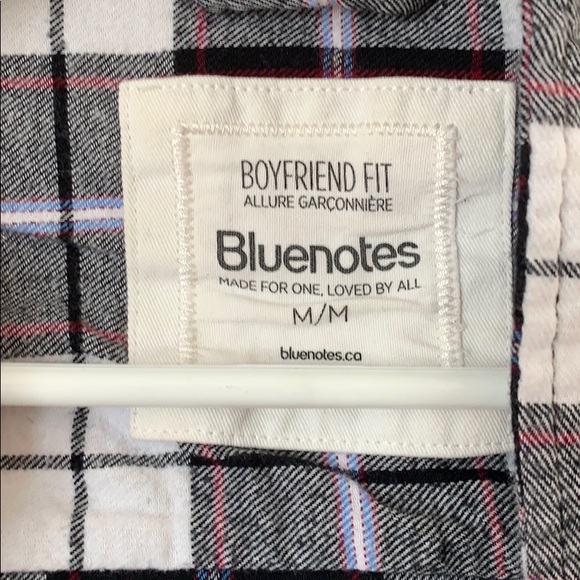 BOYFRIEND FIT
ALLURE GARÇONNIÈRE
Bluenotes
MADE FOR ONE, LOVED BY ALL
M/M
bluenotes.ca